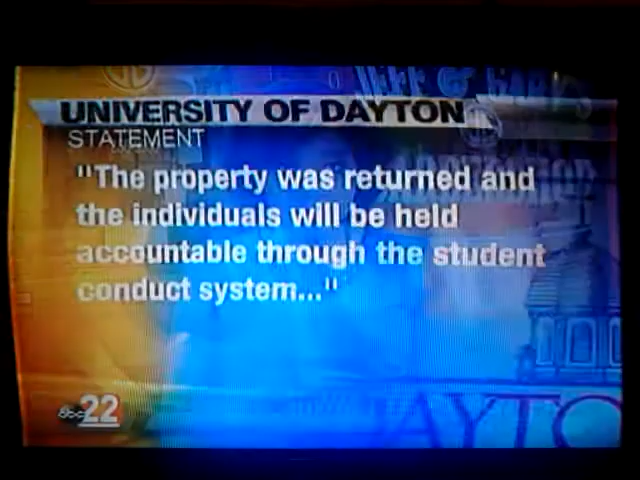 UNIVERSITY OF DAYTON
STATEMENT
"The property was returned and
the individuals will be held
accountable through the student
conduct system..."
abc 22
AYTO